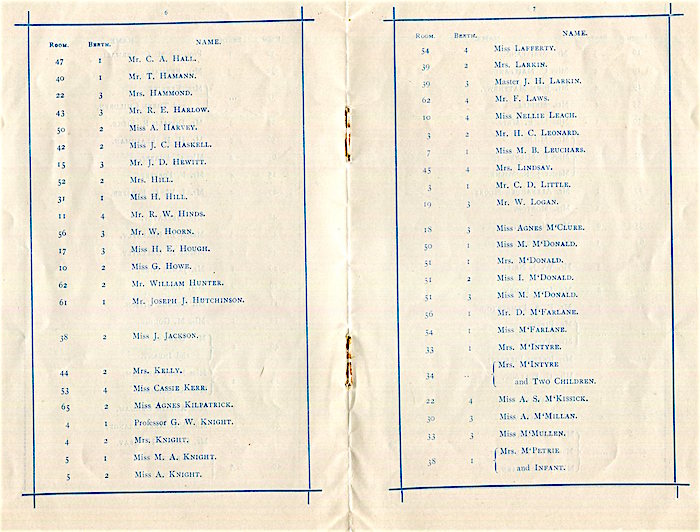 6
ROOM. BERTH. NAME.
47 1 Mr. C. A. HALL.
40 1 Mr. T. HAMANN.
22 3 Mrs. HAMMOND.
43 3 Mr. R. E. HARLOW.
50 2 Miss A. HARVEY.
42 2 Miss J. C. HASKELL.
15 3 Mr. J. D. HEWITT.
52 2 Mrs. HILL.
31 1 Miss H. HILL.
11 4 Mr. R. W. HINDS.
56 3 Mr. W. HOORN.
17 3 Miss H. E. HOUGH.
10 2 Miss G. HOWE.
62 2 Mr. WILLIAM HUNTER.
61 1 Mr. JOSEPH J. HUTCHINSON.
38 2 Miss J. JACKSON.
44 2 Mrs. KELLY.
53 4 Miss CASSIE KERR.
65 2 Miss AGNES KILPATRICK.
4 1 Professor G. W. KNIGHT.
4 2 Mrs. KNIGHT.
5 1 Miss M. A. KNIGHT.
5 2 Miss A. KNIGHT.
7
ROOM. BERTH. NAME.
54 4 Miss LAFFERTY.
39 2 Mrs. LARKIN.
39 3 Master J. H. LARKIN.
62 4 Mr. F. LAWS.
10 4 Miss NELLIE LEACH.
3 2 Mr. H. C. LEONARD.
7 1 Miss M. B. LEUCHARS.
45 4 Mrs. LINDSAY.
3 1 Mr. C. D. LITTLE.
19 3 Mr. W. LOGAN.
18 3 Miss AGNES M‘CLURE.
50 1 Miss M. M‘DONALD.
51 1 Mrs. M‘DONALD.
51 2 Miss I. M‘DONALD.
51 3 Miss M. M‘DONALD.
56 1 Mr. D. M‘FARLANE.
54 1 Miss M‘FARLANE.
33 1 Mrs. M‘INTYRE.
34 .. Mrs. M‘INTYRE
and TWO CHILDREN.
22 4 Miss A. S. M‘KISSICK.
30 3 Miss A. M‘MILLAN.
33 3 Miss M‘MULLEN.
38 1 Mrs. M‘PETRIE
and INFANT.